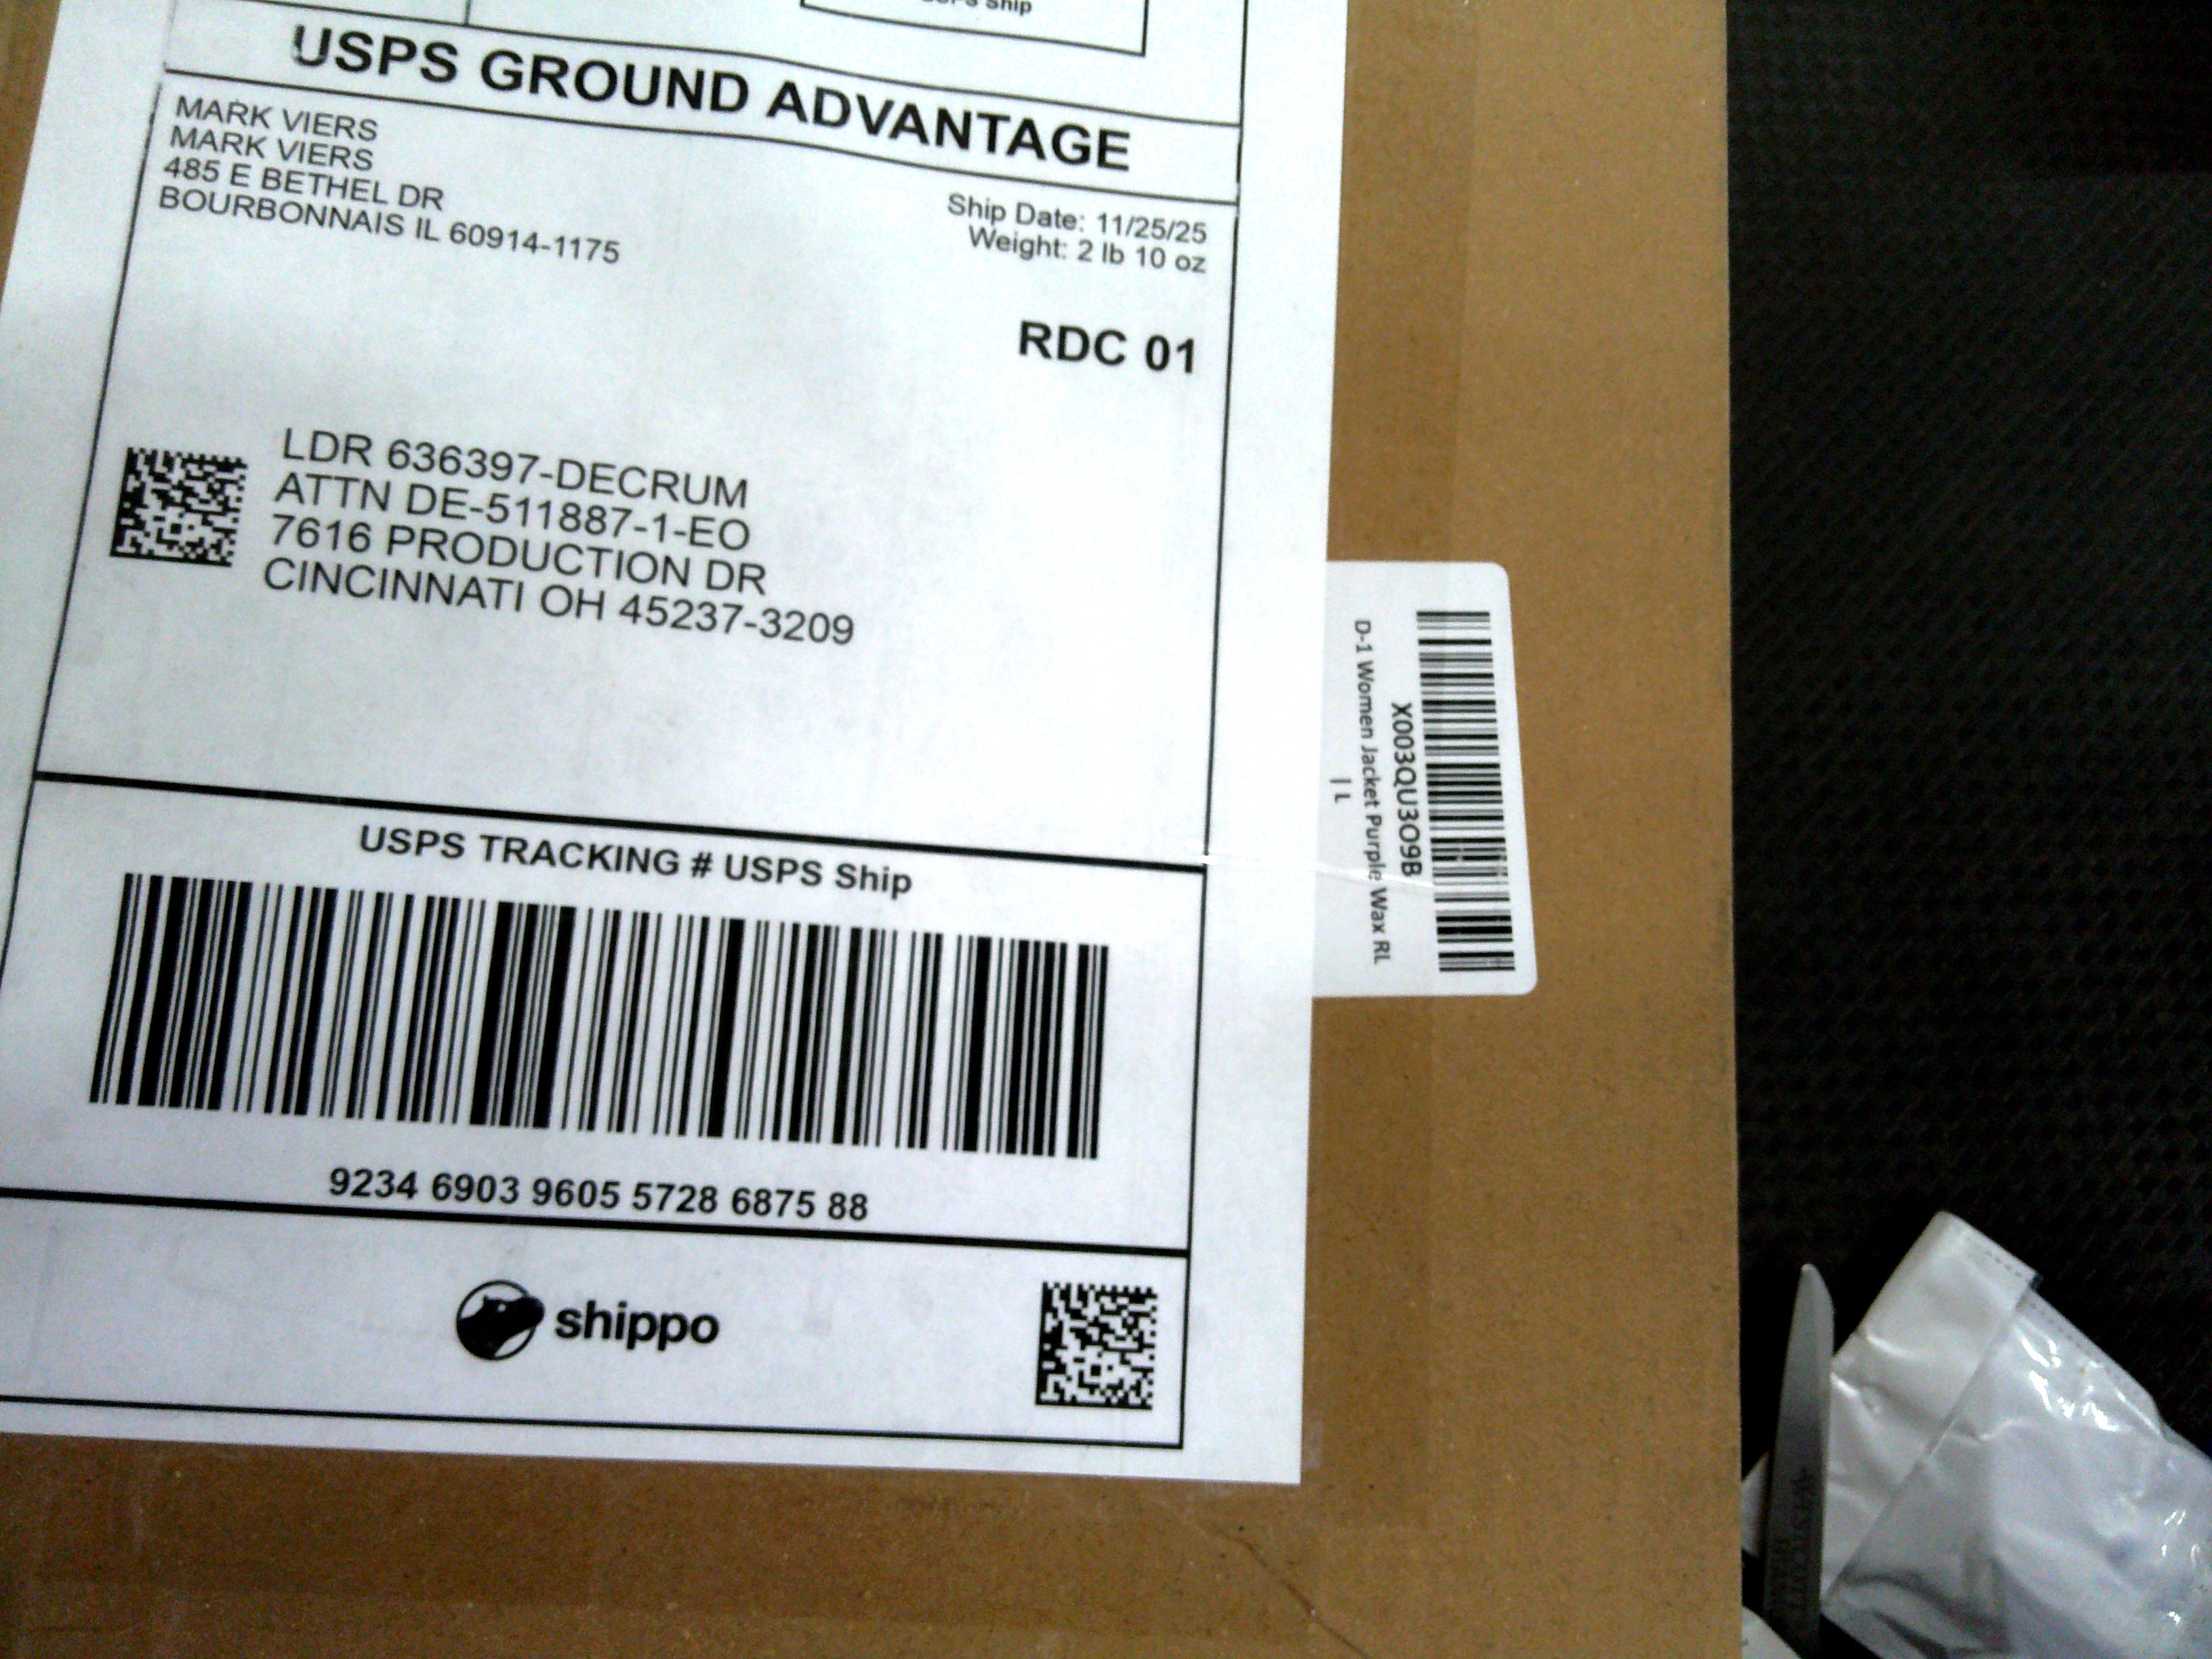 Ship
USPS GROUND ADVANTAGE
MARK VIERS
MARK VIERS
485 E BETHEL DR
BOURBONNAIS IL 60914-1175
Ship Date: 11/25/25
Weight: 2 lb 10 oz
RDC 01
LDR 636397-DECRUM
ATTN DE-511887-1-EO
7616 PRODUCTION DR
CINCINNATI OH 45237-3209
USPS TRACKING # USPS Ship
9234 6903 9605 5728 6875 88
shippo
X003QU3O9B
D-1 Women Jacket Purple Wax RL
| L